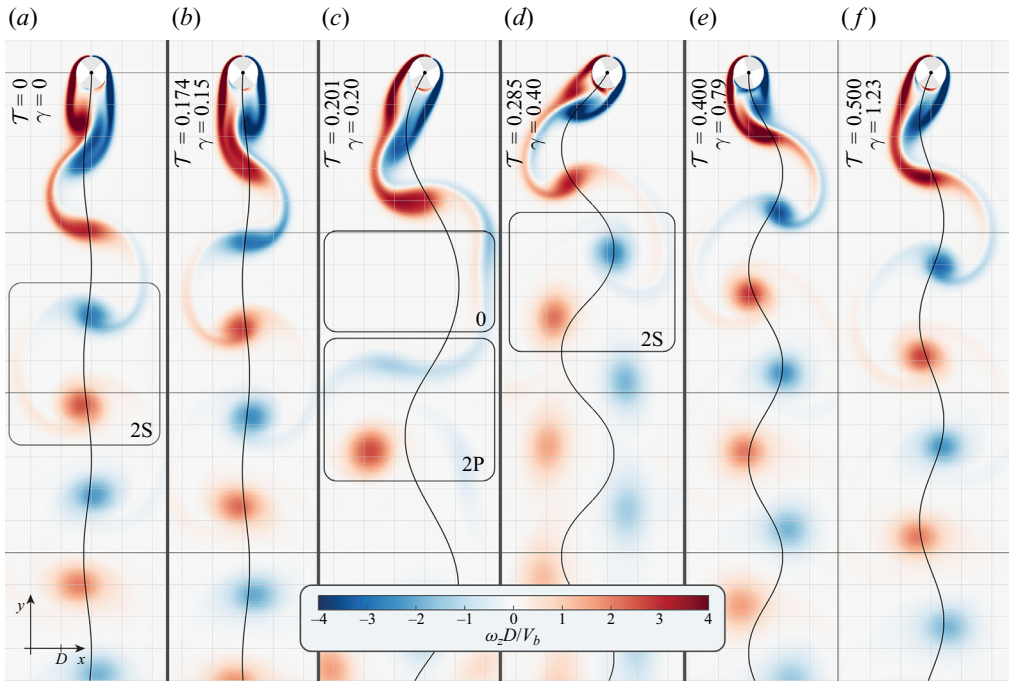 (a) (b) (c) (d) (e) (f)
𝒯 = 0
γ = 0
𝒯 = 0.174
γ = 0.15
𝒯 = 0.201
γ = 0.20
𝒯 = 0.285
γ = 0.40
𝒯 = 0.400
γ = 0.79
𝒯 = 0.500
γ = 1.23
0
2S
2S
2P
y
D x
–4 –3 –2 –1 0 1 2 3 4
ω_z D/V_b